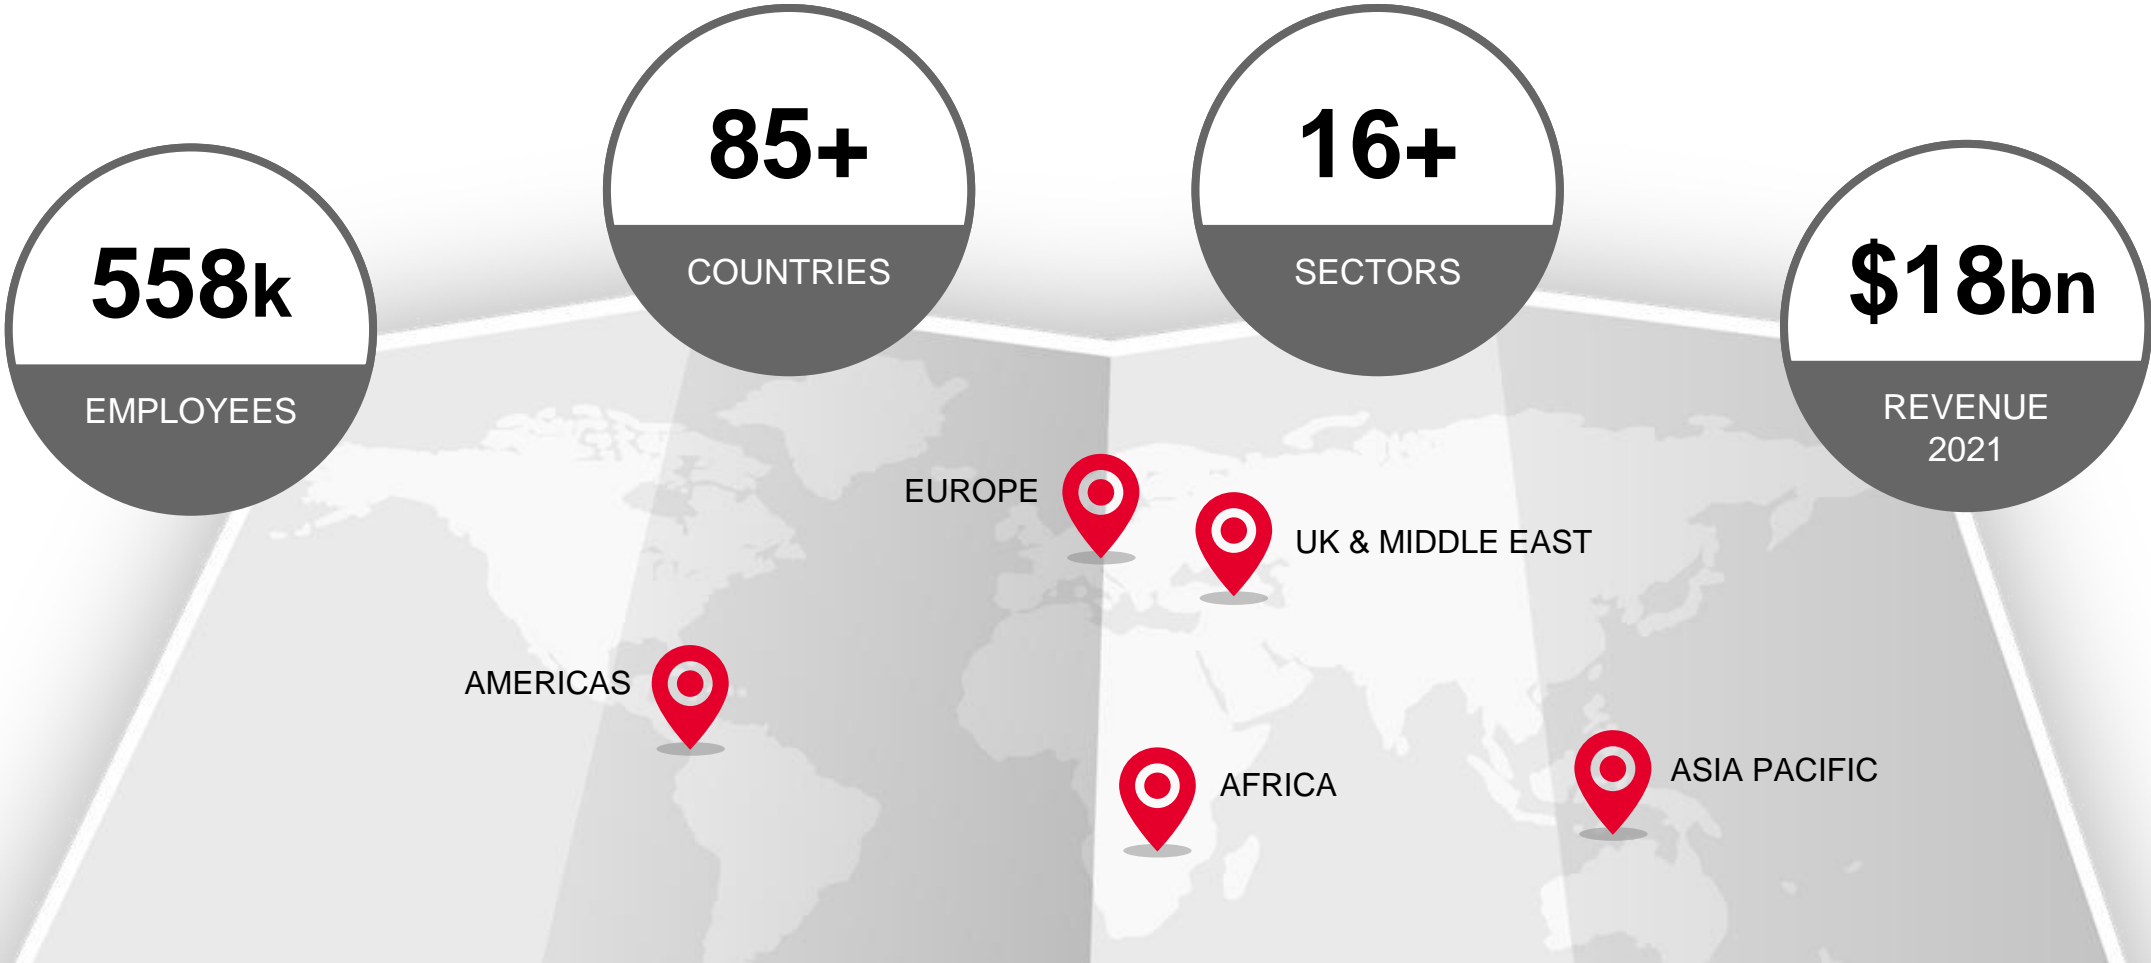 558k
EMPLOYEES
85+
COUNTRIES
16+
SECTORS
$18bn
REVENUE
2021
EUROPE
UK & MIDDLE EAST
AMERICAS
AFRICA
ASIA PACIFIC